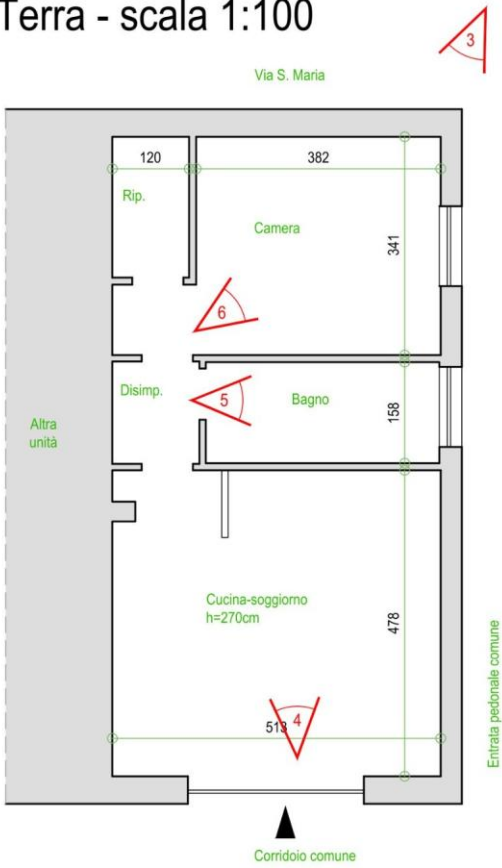 Terra - scala 1:100
3
Via S. Maria
120
382
Rip.
Camera
341
6
Disimp.
5
Bagno
158
Altra
unità
Cucina-soggiorno
h=270cm
478
Entrata pedonale comune
4
513
Corridoio comune